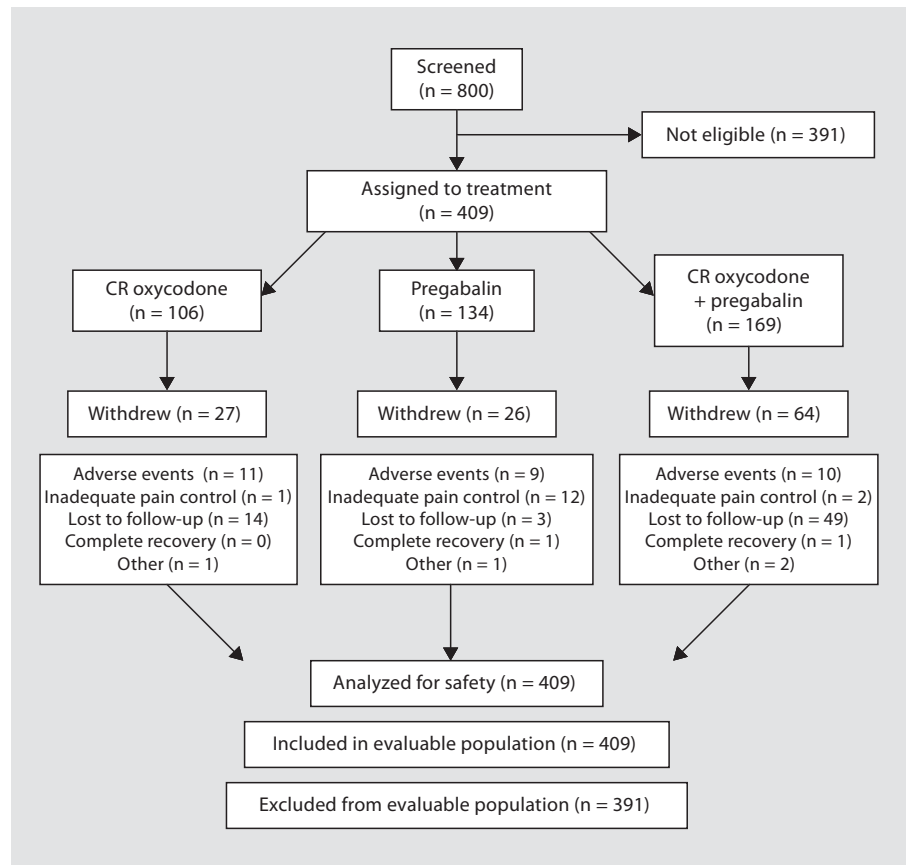 Screened
(n = 800)
Not eligible (n = 391)
Assigned to treatment
(n = 409)
CR oxycodone
(n = 106)
Pregabalin
(n = 134)
CR oxycodone
+ pregabalin
(n = 169)
Withdrew (n = 27)
Withdrew (n = 26)
Withdrew (n = 64)
Adverse events (n = 11)
Inadequate pain control (n = 1)
Lost to follow-up (n = 14)
Complete recovery (n = 0)
Other (n = 1)
Adverse events (n = 9)
Inadequate pain control (n = 12)
Lost to follow-up (n = 3)
Complete recovery (n = 1)
Other (n = 1)
Adverse events (n = 10)
Inadequate pain control (n = 2)
Lost to follow-up (n = 49)
Complete recovery (n = 1)
Other (n = 2)
Analyzed for safety (n = 409)
Included in evaluable population (n = 409)
Excluded from evaluable population (n = 391)